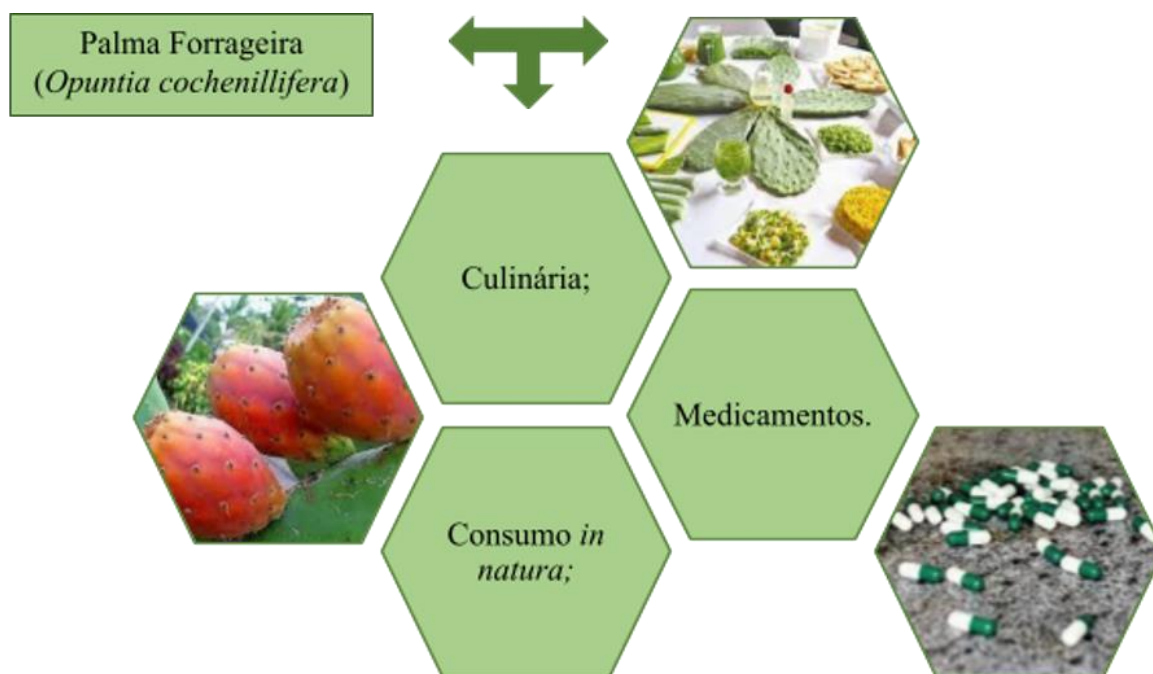 Palma Forrageira
(Opuntia cochenillifera)
Culinária;
Medicamentos.
Consumo in
natura;